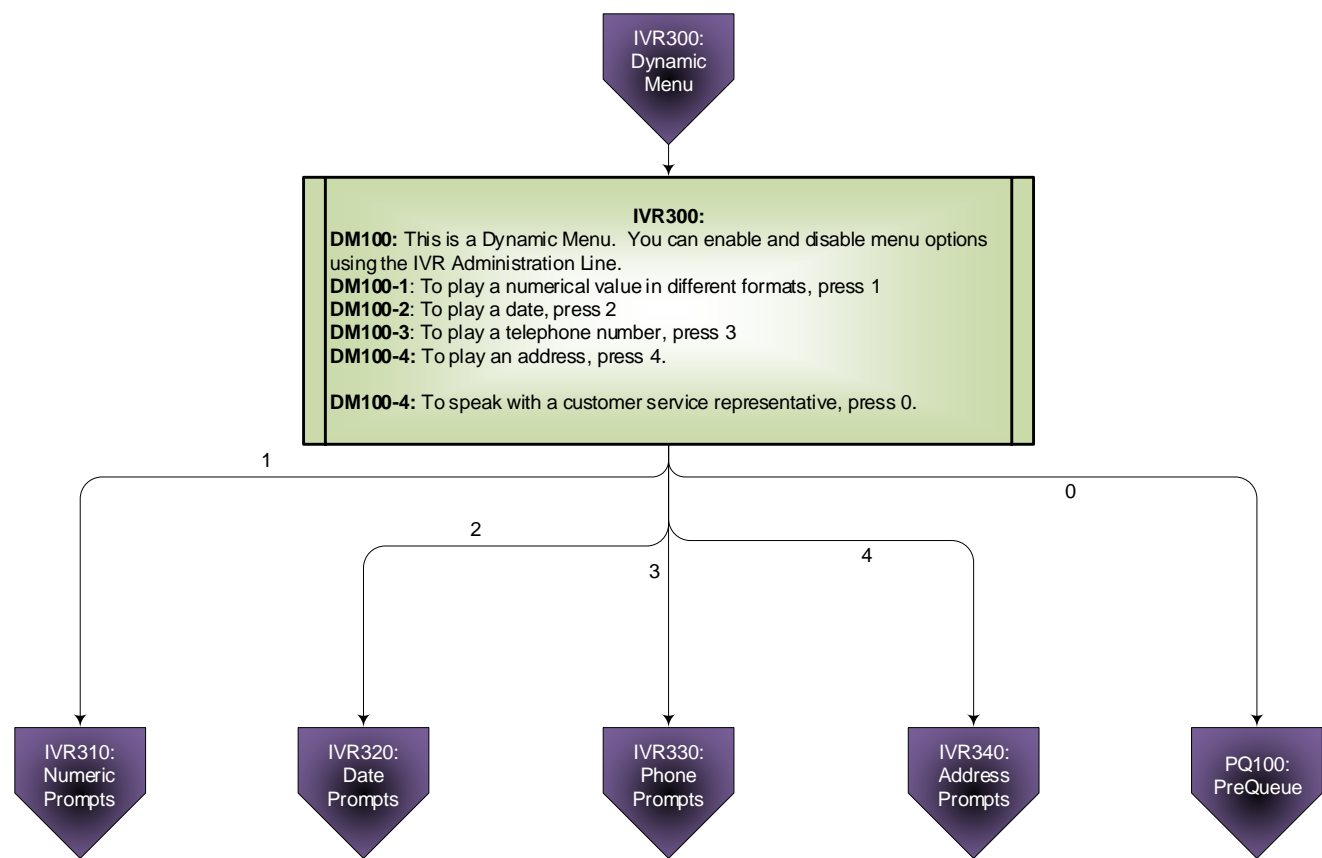 IVR300:
Dynamic
Menu
IVR300:
DM100: This is a Dynamic Menu. You can enable and disable menu options
using the IVR Administration Line.
DM100-1: To play a numerical value in different formats, press 1
DM100-2: To play a date, press 2
DM100-3: To play a telephone number, press 3
DM100-4: To play an address, press 4.
DM100-4: To speak with a customer service representative, press 0.
1
0
2
4
3
IVR310:
Numeric
Prompts
IVR320:
Date
Prompts
IVR330:
Phone
Prompts
IVR340:
Address
Prompts
PQ100:
PreQueue